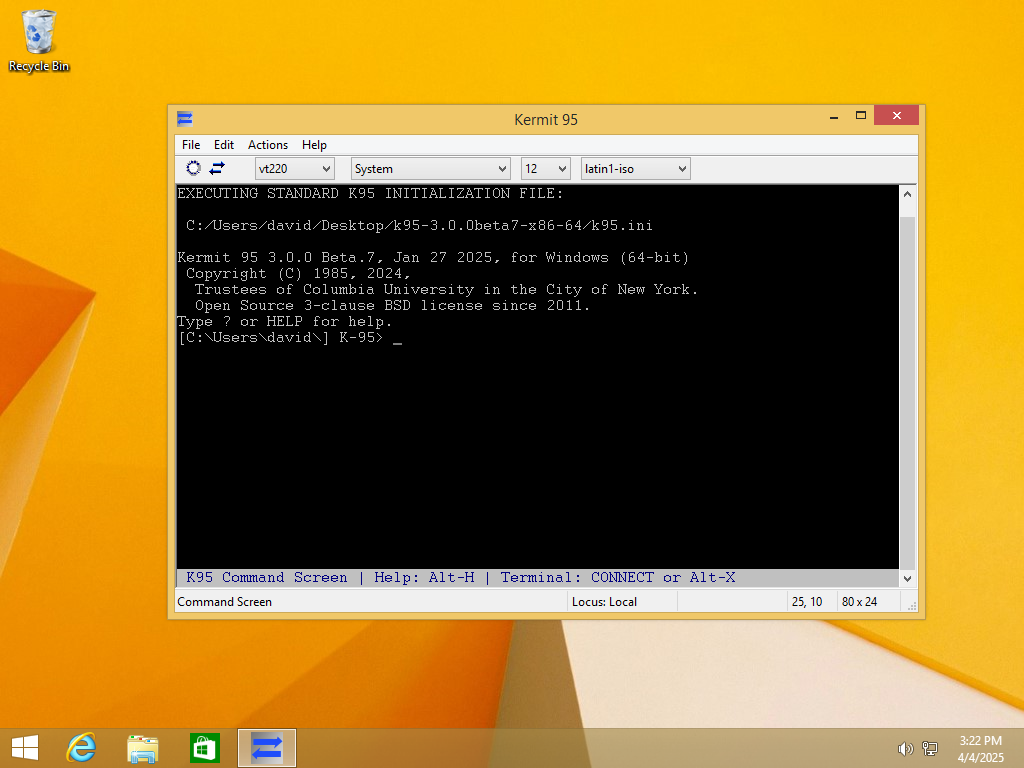 Recycle Bin
Kermit 95
File Edit Actions Help
vt220 System 12 latin1-iso
EXECUTING STANDARD K95 INITIALIZATION FILE:
C:/Users/david/Desktop/k95-3.0.0beta7-x86-64/k95.ini
Kermit 95 3.0.0 Beta.7, Jan 27 2025, for Windows (64-bit)
Copyright (C) 1985, 2024,
Trustees of Columbia University in the City of New York.
Open Source 3-clause BSD license since 2011.
Type ? or HELP for help.
[C:\Users\david\] K-95> _
K95 Command Screen | Help: Alt-H | Terminal: CONNECT or Alt-X
Command Screen Locus: Local 25, 10 80 x 24
3:22 PM
4/4/2025